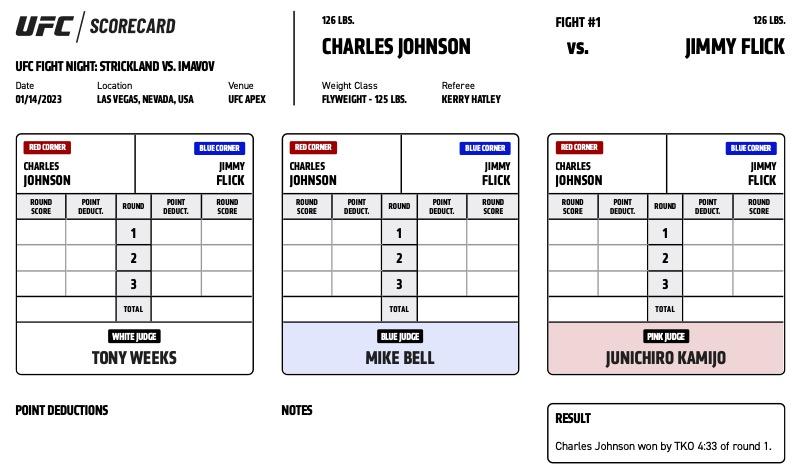 UFC SCORECARD
UFC FIGHT NIGHT: STRICKLAND VS. IMAVOV
Date Location Venue
01/14/2023 LAS VEGAS, NEVADA, USA UFC APEX
126 LBS. FIGHT #1 126 LBS.
CHARLES JOHNSON VS. JIMMY FLICK
Weight Class Referee
FLYWEIGHT - 125 LBS. KERRY HATLEY
RED CORNER BLUE CORNER
CHARLES JIMMY
JOHNSON FLICK
ROUND POINT ROUND POINT ROUND
SCORE DEDUCT. DEDUCT. SCORE
1
2
3
TOTAL
WHITE JUDGE
TONY WEEKS
RED CORNER BLUE CORNER
CHARLES JIMMY
JOHNSON FLICK
ROUND POINT ROUND POINT ROUND
SCORE DEDUCT. DEDUCT. SCORE
1
2
3
TOTAL
BLUE JUDGE
MIKE BELL
RED CORNER BLUE CORNER
CHARLES JIMMY
JOHNSON FLICK
ROUND POINT ROUND POINT ROUND
SCORE DEDUCT. DEDUCT. SCORE
1
2
3
TOTAL
PINK JUDGE
JUNICHIRO KAMIJO
POINT DEDUCTIONS
NOTES
RESULT
Charles Johnson won by TKO 4:33 of round 1.